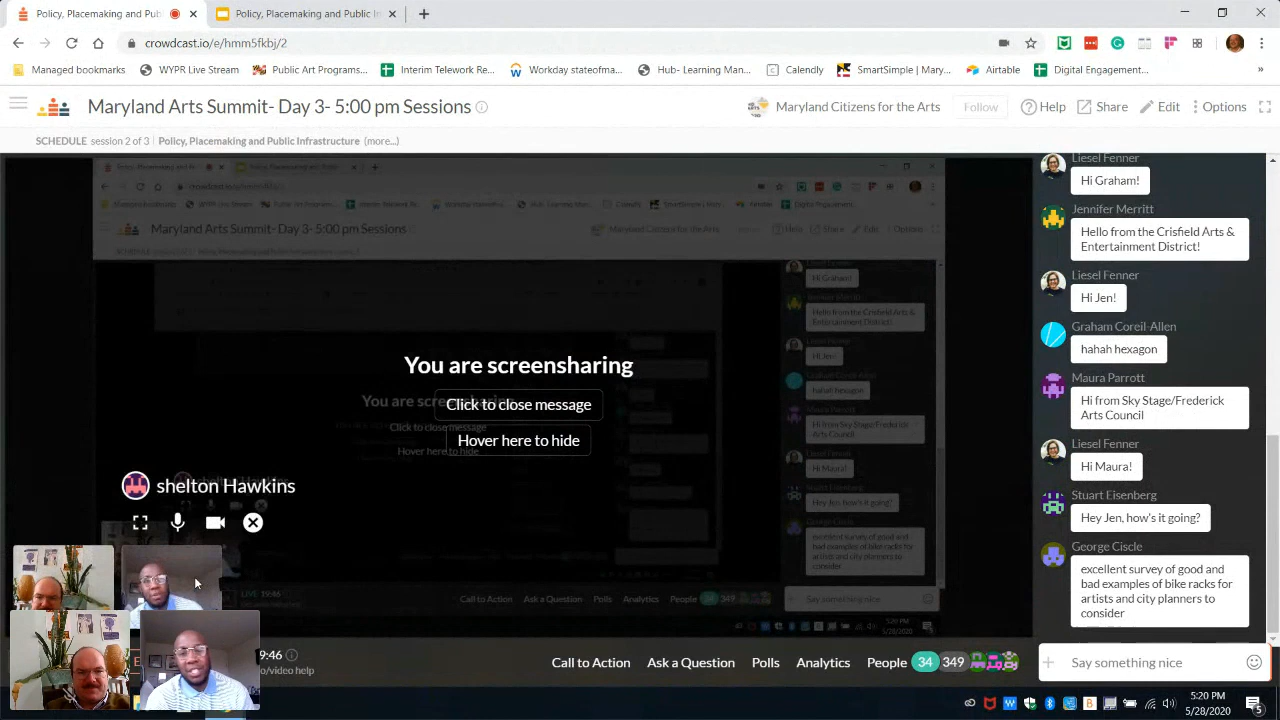 Policy, Placemaking and Public Inf
Policy, Placemaking and Public I
crowdcast.io/e/hmm5fkbj/2
Managed bookmarks
WYPR Live Stream
Public Art Progrms...
Interim Teamwork Re...
Workday stateofma...
Hub- Learning Man...
Calendly
SmartSimple | Mary...
Airtable
Digital Engagement...
Maryland Arts Summit- Day 3- 5:00 pm Sessions
Maryland Citizens for the Arts
Follow
Help
Share
Edit
Options
SCHEDULE session 2 of 3 | Policy, Placemaking and Public Infrastructure (more...)
You are screensharing
Click to close message
Hover here to hide
shelton Hawkins
Liesel Fenner
Hi Graham!
Jennifer Merritt
Hello from the Crisfield Arts &
Entertainment District!
Liesel Fenner
Hi Jen!
Graham Coreil-Allen
hahah hexagon
Maura Parrott
Hi from Sky Stage/Frederick
Arts Council
Liesel Fenner
Hi Maura!
Stuart Eisenberg
Hey Jen, how's it going?
George Ciscle
excellent survey of good and
bad examples of bike racks for
artists and city planners to
consider
9:46
o/video help
Call to Action
Ask a Question
Polls
Analytics
People 34 349
Say something nice
5:20 PM
5/28/2020
5